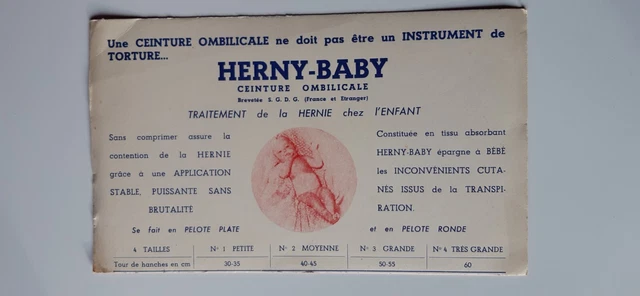 Une CEINTURE OMBILICALE ne doit pas être un INSTRUMENT de
TORTURE...
HERNY-BABY
CEINTURE OMBILICALE
Brevetée S. G. D. G. (France et Etranger)
TRAITEMENT de la HERNIE chez l'ENFANT
Sans comprimer assure la
contention de la HERNIE
grâce à une APPLICATION
STABLE, PUISSANTE SANS
BRUTALITÉ
Constituée en tissu absorbant
HERNY-BABY épargne à BÉBÉ
les INCONVÉNIENTS CUTA-
NÉS ISSUS de la TRANSPI-
RATION.
Se fait en PELOTE PLATE et en PELOTE RONDE
4 TAILLES N° 1 PETITE N° 2 MOYENNE N° 3 GRANDE N° 4 TRÈS GRANDE
Tour de hanches en cm 30-35 40-45 50-55 60